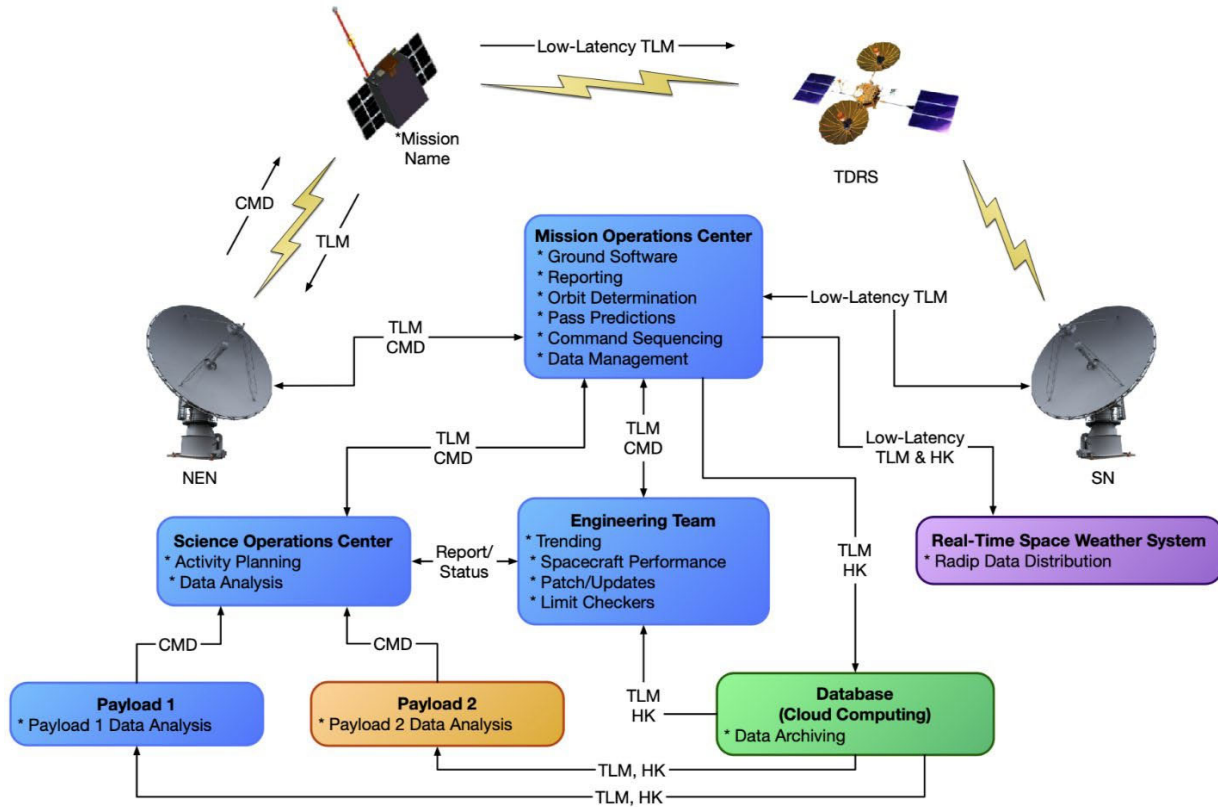 Low-Latency TLM
*Mission
Name
TDRS
CMD
TLM
Mission Operations Center
* Ground Software
* Reporting
* Orbit Determination
* Pass Predictions
* Command Sequencing
* Data Management
Low-Latency TLM
TLM
CMD
NEN
TLM
CMD
TLM
CMD
Low-Latency
TLM & HK
SN
Science Operations Center
* Activity Planning
* Data Analysis
Report/
Status
Engineering Team
* Trending
* Spacecraft Performance
* Patch/Updates
* Limit Checkers
TLM
HK
Real-Time Space Weather System
* Radip Data Distribution
CMD
CMD
Payload 1
* Payload 1 Data Analysis
Payload 2
* Payload 2 Data Analysis
TLM
HK
Database
(Cloud Computing)
* Data Archiving
TLM, HK
TLM, HK